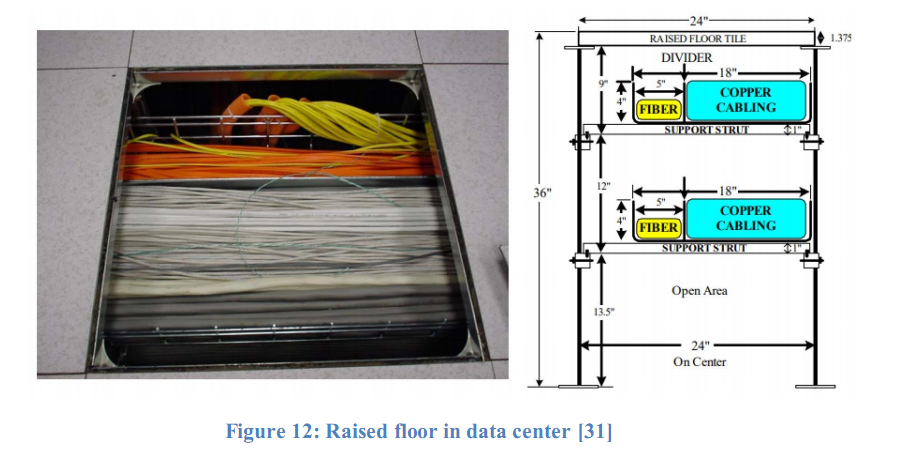 24"
RAISED FLOOR TILE
1.375
DIVIDER
18"
9"
5"
4"
FIBER
COPPER
CABLING
SUPPORT STRUT
1"
36"
12"
18"
5"
4"
FIBER
COPPER
CABLING
SUPPORT STRUT
1"
Open Area
13.5"
24"
On Center
Figure 12: Raised floor in data center [31]